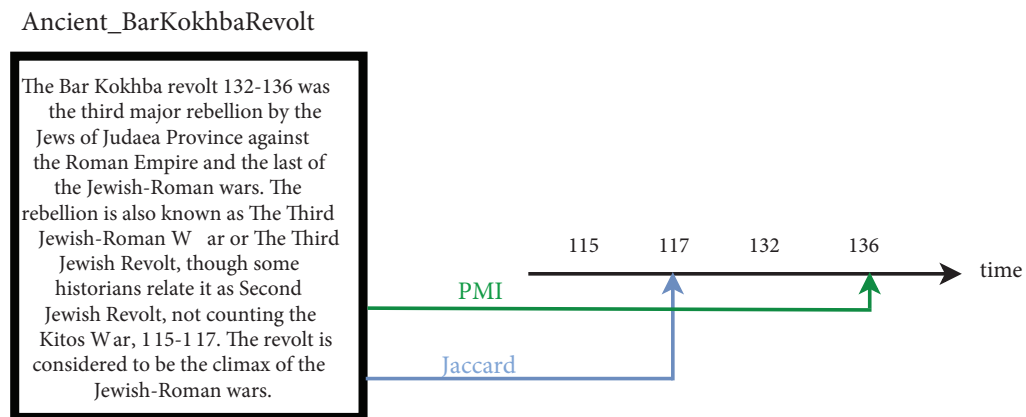 Ancient_BarKokhbaRevolt
The Bar Kokhba revolt 132-136 was
the third major rebellion by the
Jews of Judaea Province against
the Roman Empire and the last of
the Jewish-Roman wars. The
rebellion is also known as The Third
Jewish-Roman W ar or The Third
Jewish Revolt, though some
historians relate it as Second
Jewish Revolt, not counting the
Kitos War, 115-117. The revolt is
considered to be the climax of the
Jewish-Roman wars.
115 117 132 136
time
PMI
Jaccard